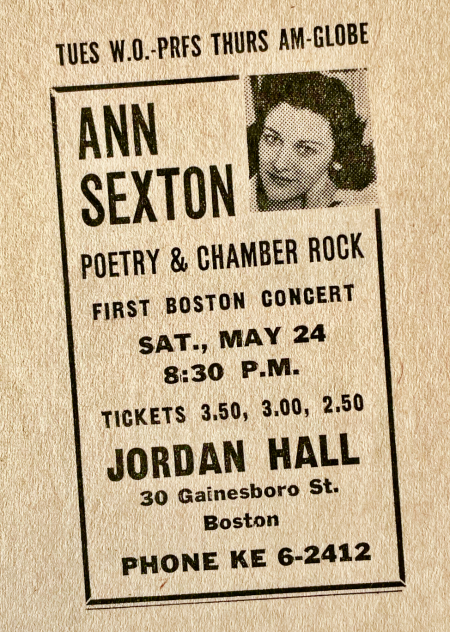 TUES W.O.-PRFS THURS AM-GLOBE
ANN
SEXTON
POETRY & CHAMBER ROCK
FIRST BOSTON CONCERT
SAT., MAY 24
8:30 P.M.
TICKETS 3.50, 3.00, 2.50
JORDAN HALL
30 Gainesboro St.
Boston
PHONE KE 6-2412